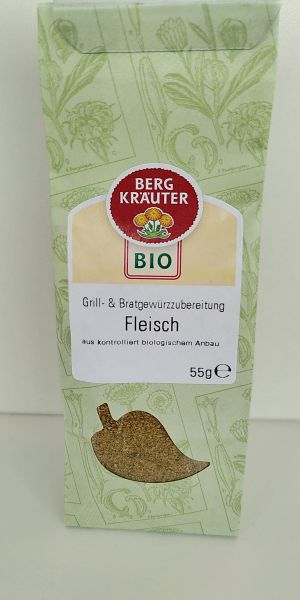 BERG
KRÄUTER
BIO
Grill- & Bratgewürzzubereitung
Fleisch
aus kontrolliert biologischem Anbau
55g℮